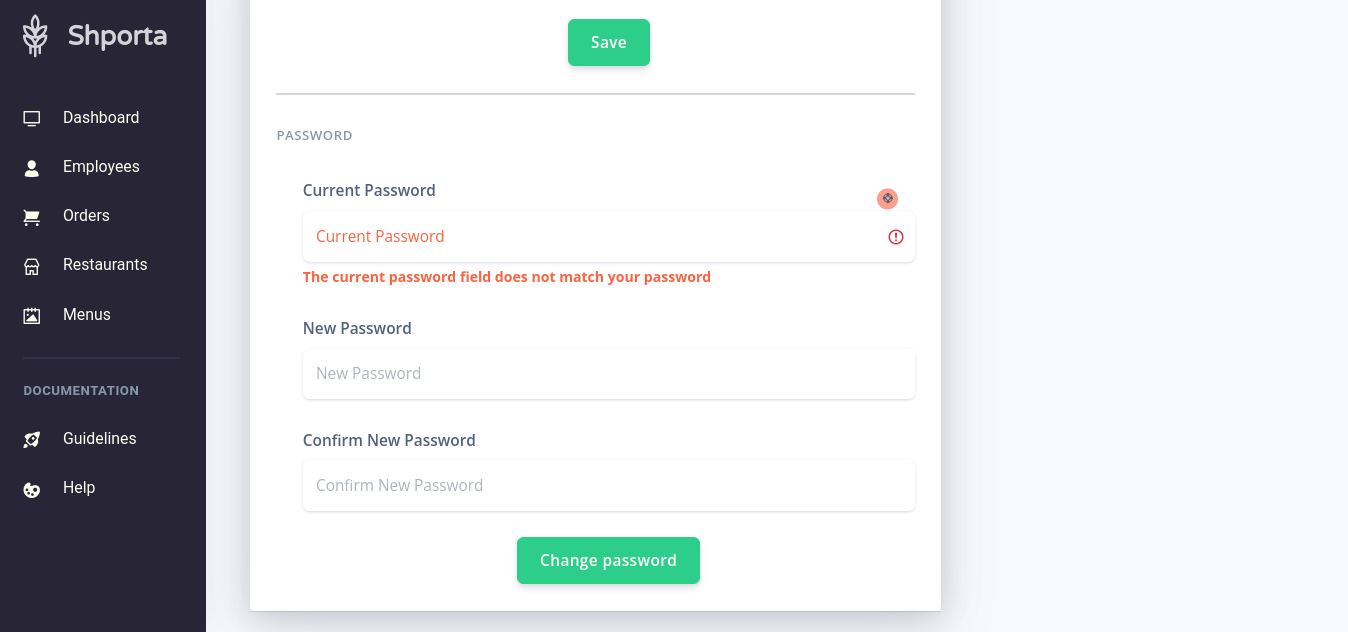 Shporta
Dashboard
Employees
Orders
Restaurants
Menus
DOCUMENTATION
Guidelines
Help
Save
PASSWORD
Current Password
Current Password
The current password field does not match your password
New Password
New Password
Confirm New Password
Confirm New Password
Change password